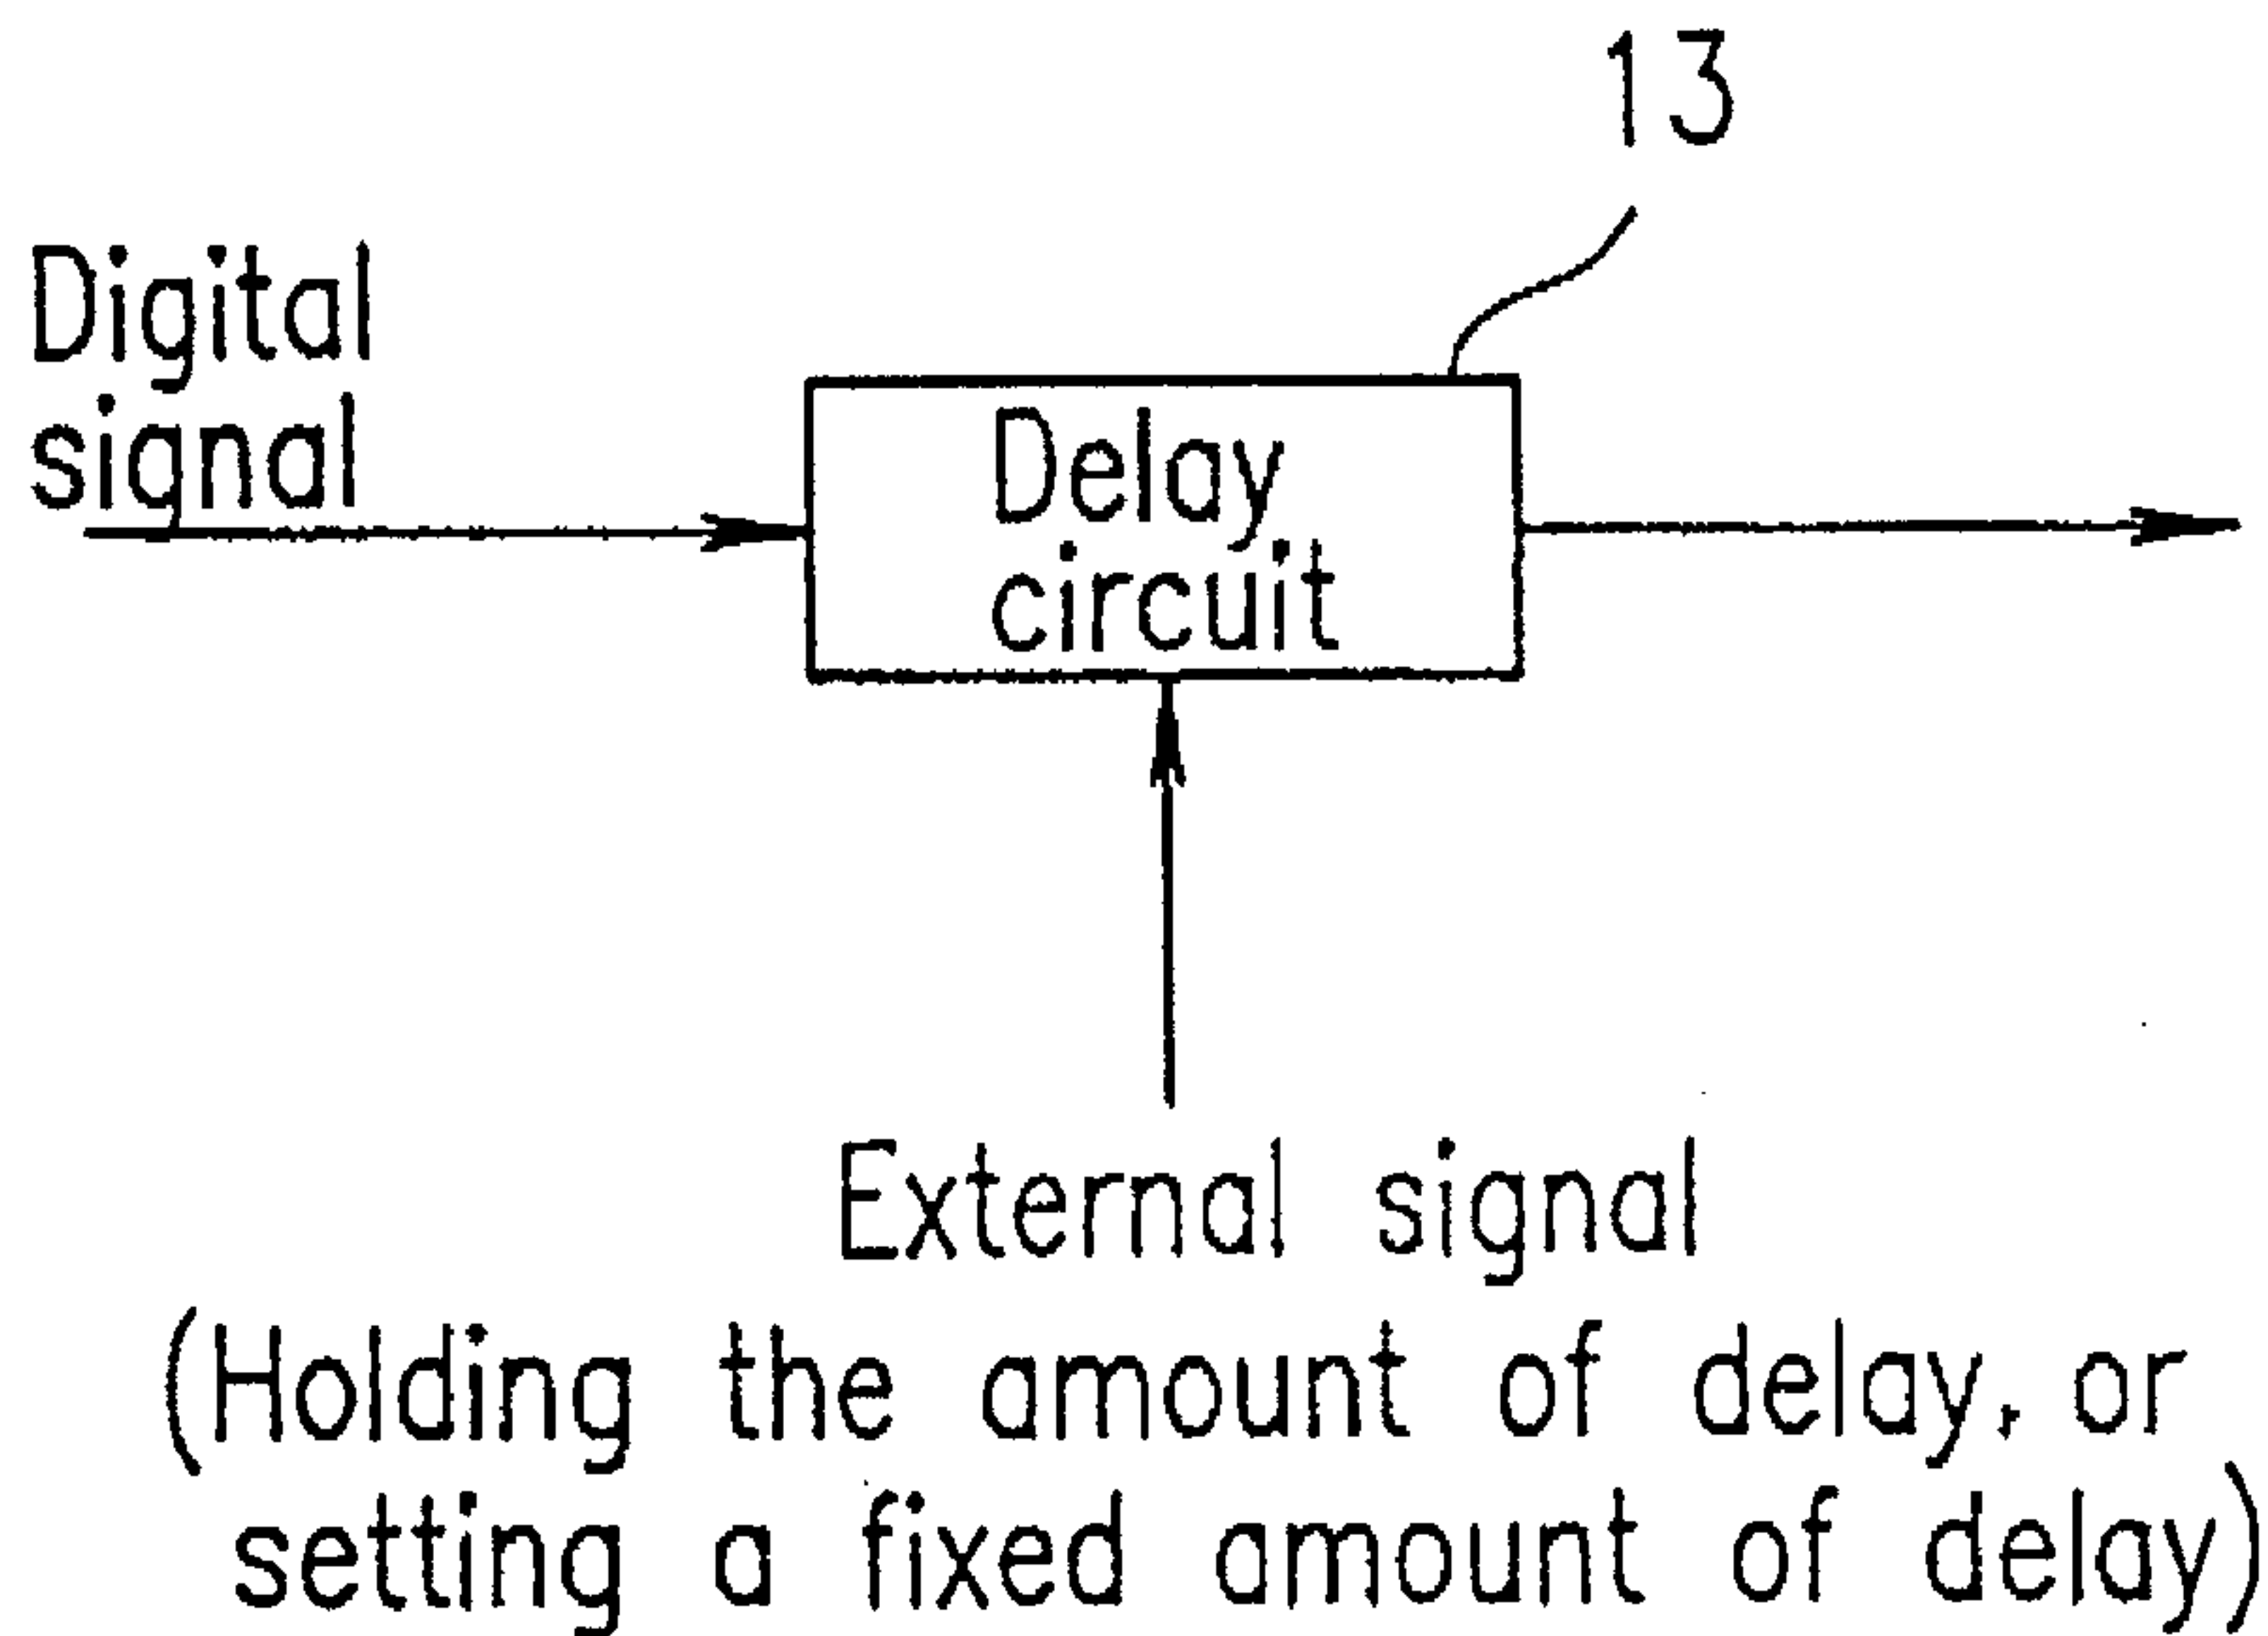 13
Digital
signal
Delay
circuit
External signal
(Holding the amount of delay, or
setting a fixed amount of delay)